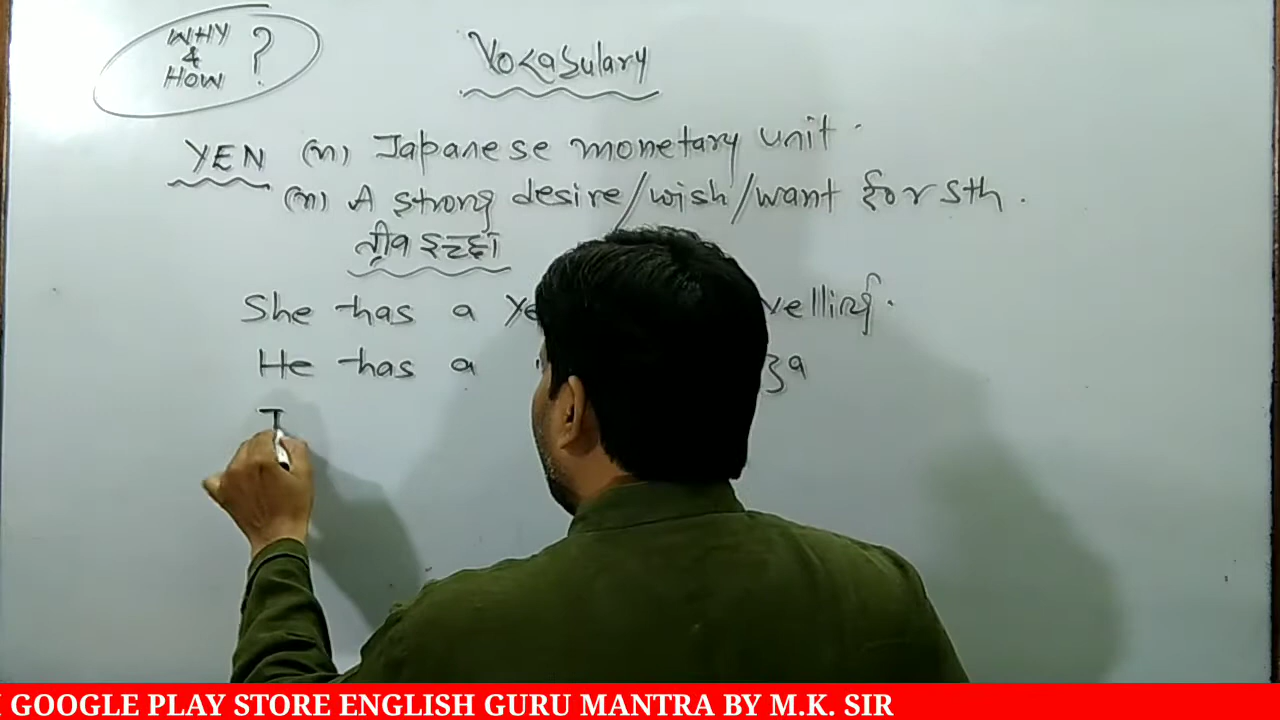 WHY
&
HOW
?
Vocabulary
YEN (n) Japanese monetary unit.
(n) A strong desire/wish/want for sth.
तीव्र इच्छा
She has a velling.
He has a
GOOGLE PLAY STORE ENGLISH GURU MANTRA BY M.K. SIR